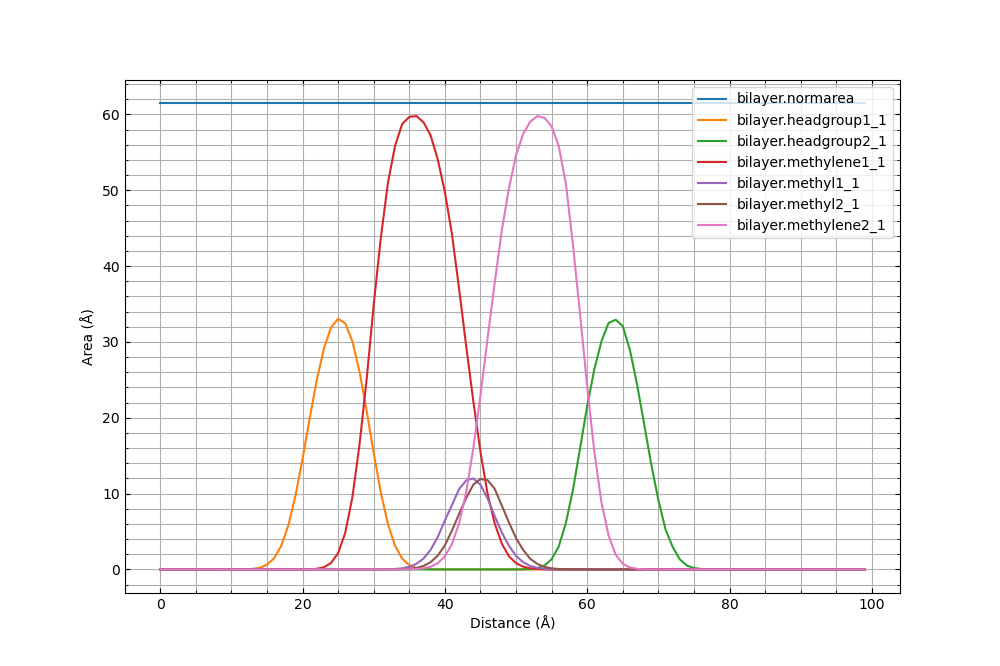 bilayer.normarea
bilayer.headgroup1_1
bilayer.headgroup2_1
bilayer.methylene1_1
bilayer.methyl1_1
bilayer.methyl2_1
bilayer.methylene2_1
60
50
40
30
20
10
0
Area (Å)
0 20 40 60 80 100
Distance (Å)